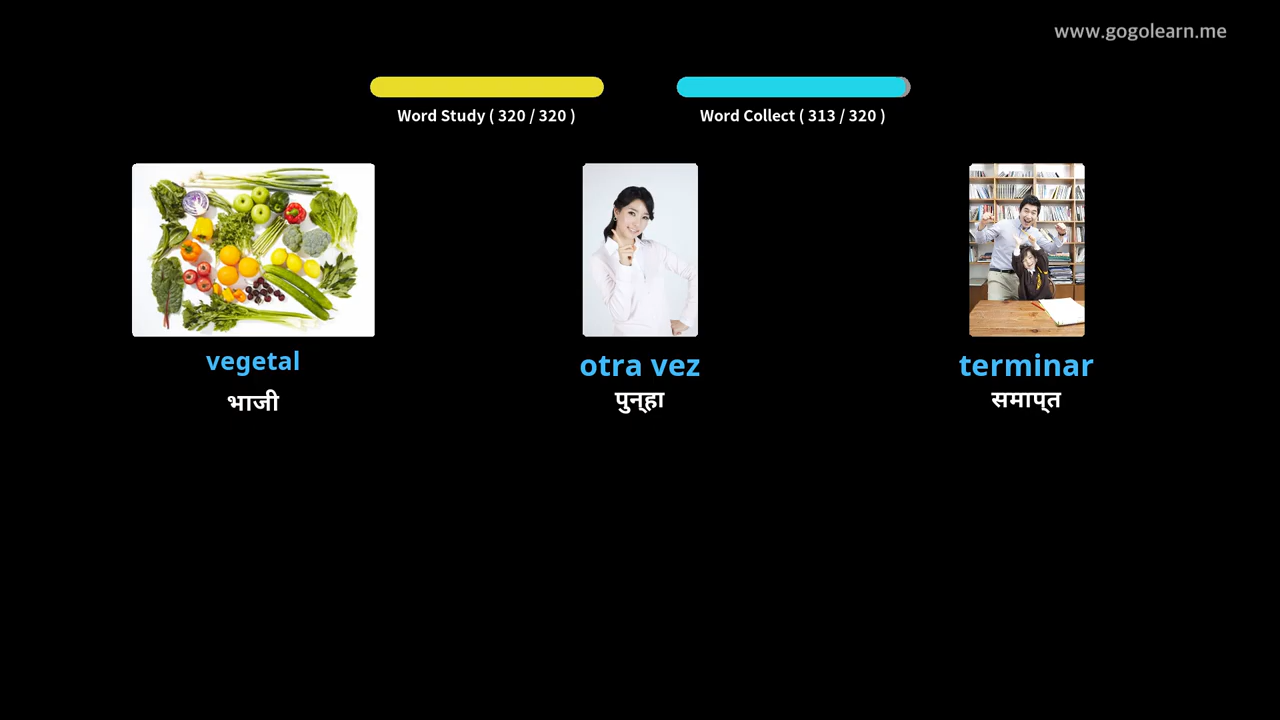 www.gogolearn.me
Word Study ( 320 / 320 )
Word Collect ( 313 / 320 )
vegetal
भाजी
otra vez
पुन्हा
terminar
समाप्त